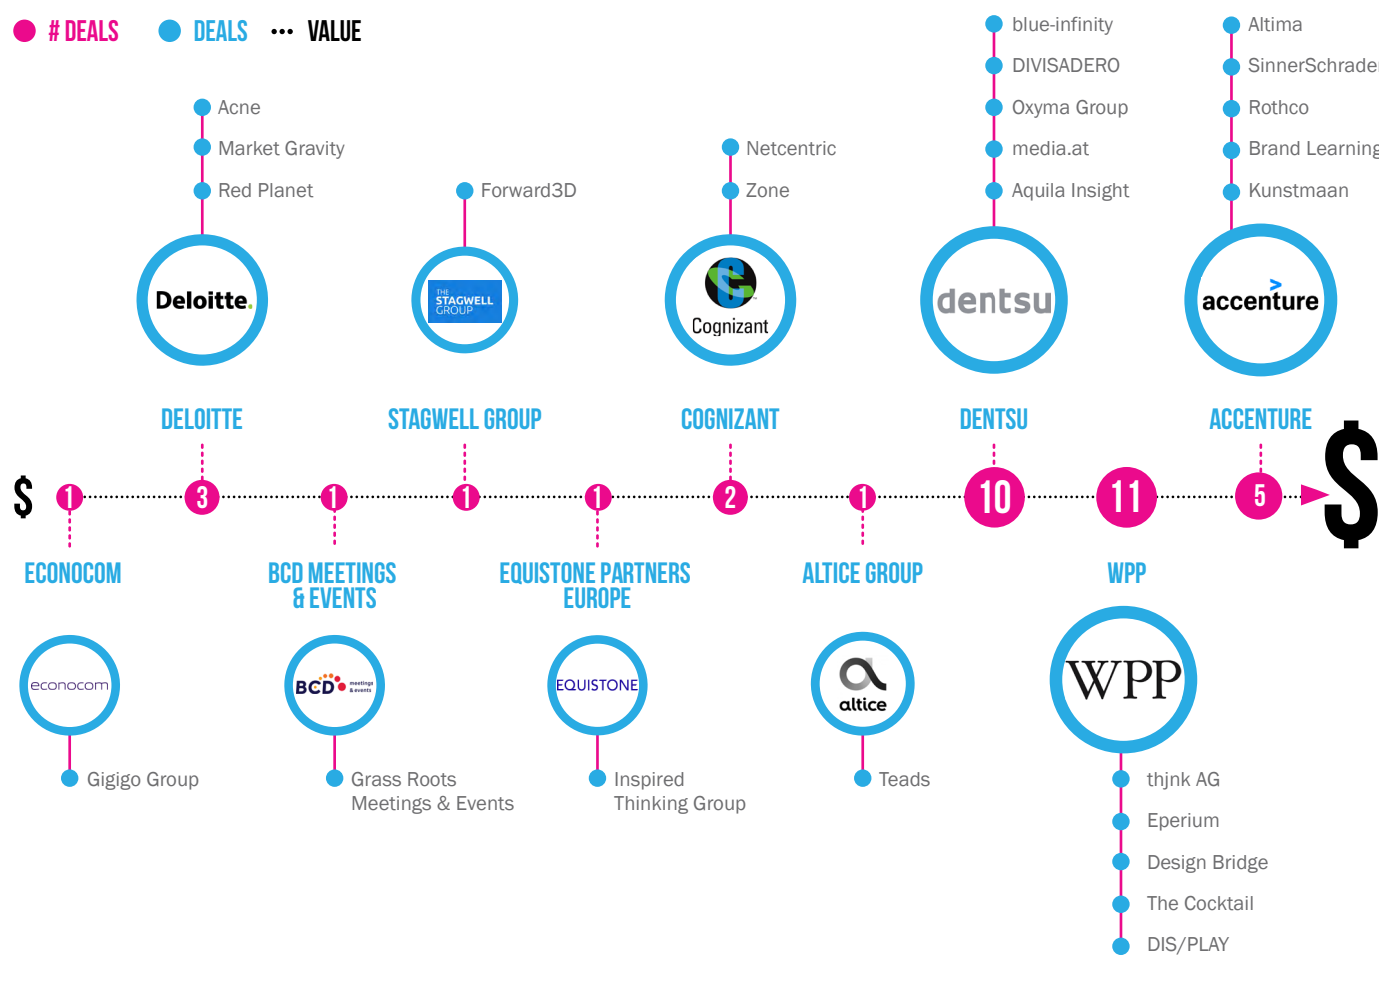 # DEALS
DEALS
VALUE
Acne
Market Gravity
Red Planet
Deloitte.
DELOITTE
Forward3D
THE
STAGWELL
GROUP
STAGWELL GROUP
Netcentric
Zone
Cognizant
COGNIZANT
blue-infinity
DIVISADERO
Oxyma Group
media.at
Aquila Insight
dentsu
DENTSU
Altima
SinnerSchrade
Rothco
Brand Learning
Kunstmaan
>
accenture
ACCENTURE
$ 1 3 1 1 1 2 1 10 11 5 $
ECONOCOM
econocom
Gigigo Group
BCD MEETINGS
& EVENTS
BCD meetings
& events
Grass Roots
Meetings & Events
EQUISTONE PARTNERS
EUROPE
EQUISTONE
Inspired
Thinking Group
ALTICE GROUP
altice
Teads
WPP
WPP
thjnk AG
Eperium
Design Bridge
The Cocktail
DIS/PLAY